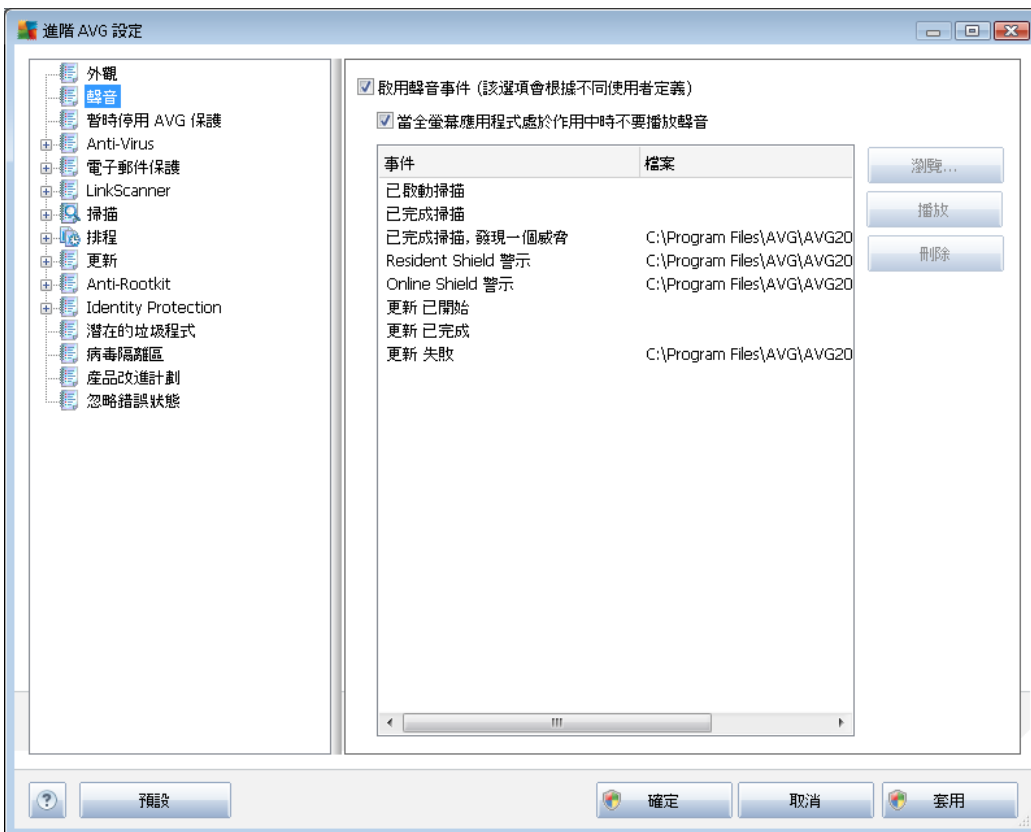 進階 AVG 設定
外觀
聲音
暫時停用 AVG 保護
Anti-Virus
電子郵件保護
LinkScanner
掃描
排程
更新
Anti-Rootkit
Identity Protection
潛在的垃圾程式
病毒隔離區
產品改進計劃
忽略錯誤狀態
啟用聲音事件 (該選項會根據不同使用者定義)
當全螢幕應用程式處於作用中時不要播放聲音
事件 檔案
已啟動掃描
已完成掃描
已完成掃描, 發現一個威脅 C:\Program Files\AVG\AVG20
Resident Shield 警示 C:\Program Files\AVG\AVG20
Online Shield 警示 C:\Program Files\AVG\AVG20
更新 已開始
更新 已完成
更新 失敗 C:\Program Files\AVG\AVG20
瀏覽...
播放
刪除
? 預設 確定 取消 套用